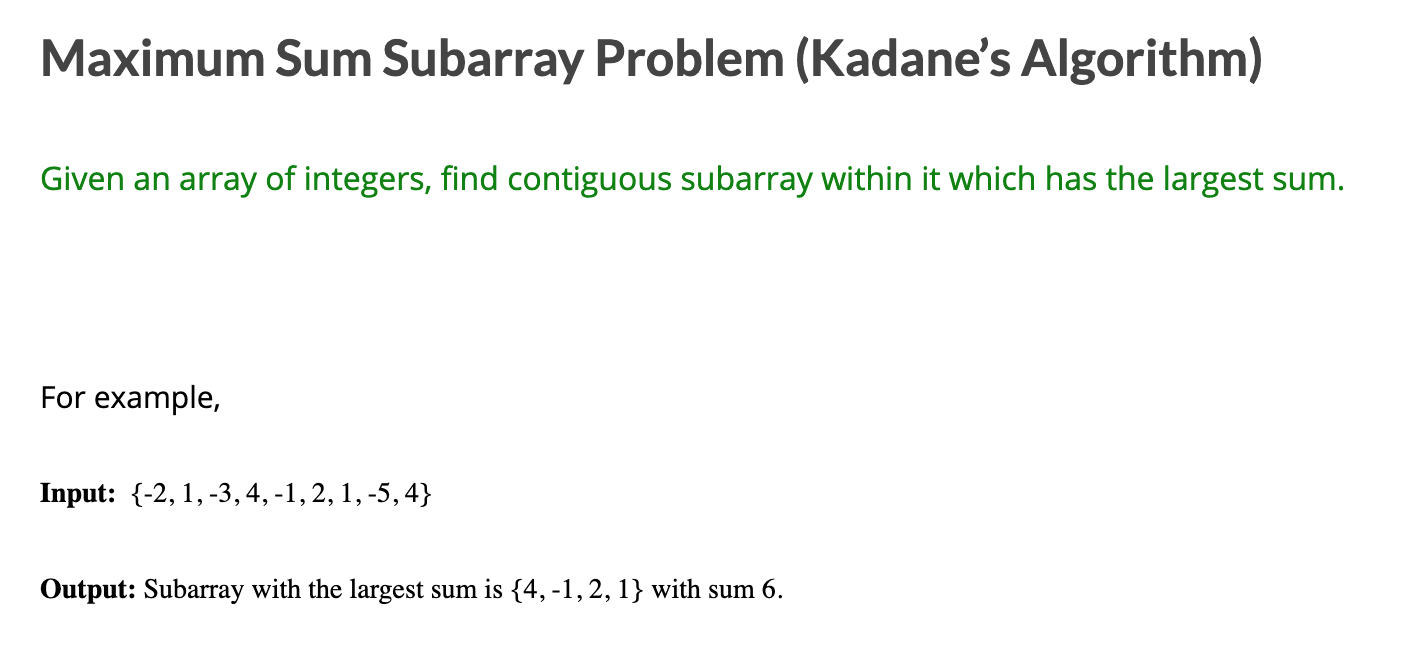 Maximum Sum Subarray Problem (Kadane’s Algorithm)
Given an array of integers, find contiguous subarray within it which has the largest sum.
For example,
Input:  {-2, 1, -3, 4, -1, 2, 1, -5, 4}
Output: Subarray with the largest sum is {4, -1, 2, 1} with sum 6.